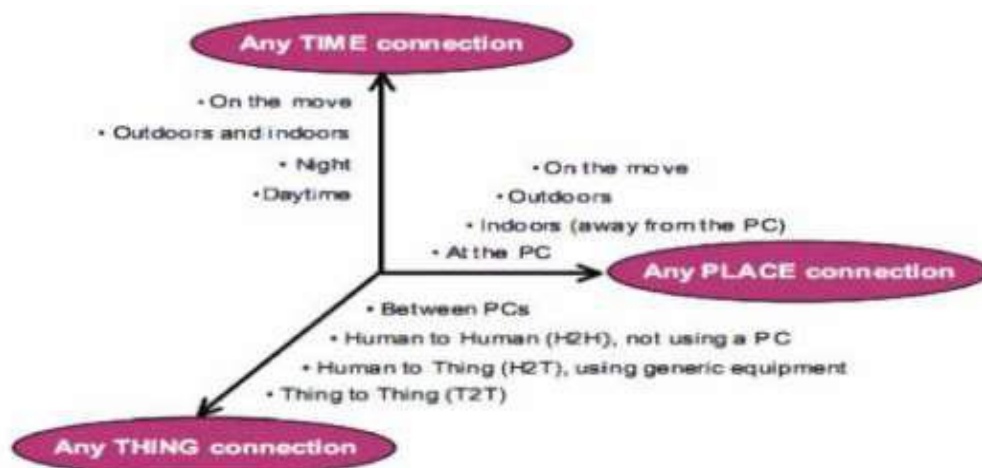 Any TIME connection
• On the move
• Outdoors and indoors
• Night
• Daytime
• On the move
• Outdoors
• Indoors (away from the PC)
• At the PC
Any PLACE connection
• Between PCs
• Human to Human (H2H), not using a PC
• Human to Thing (H2T), using generic equipment
• Thing to Thing (T2T)
Any THING connection